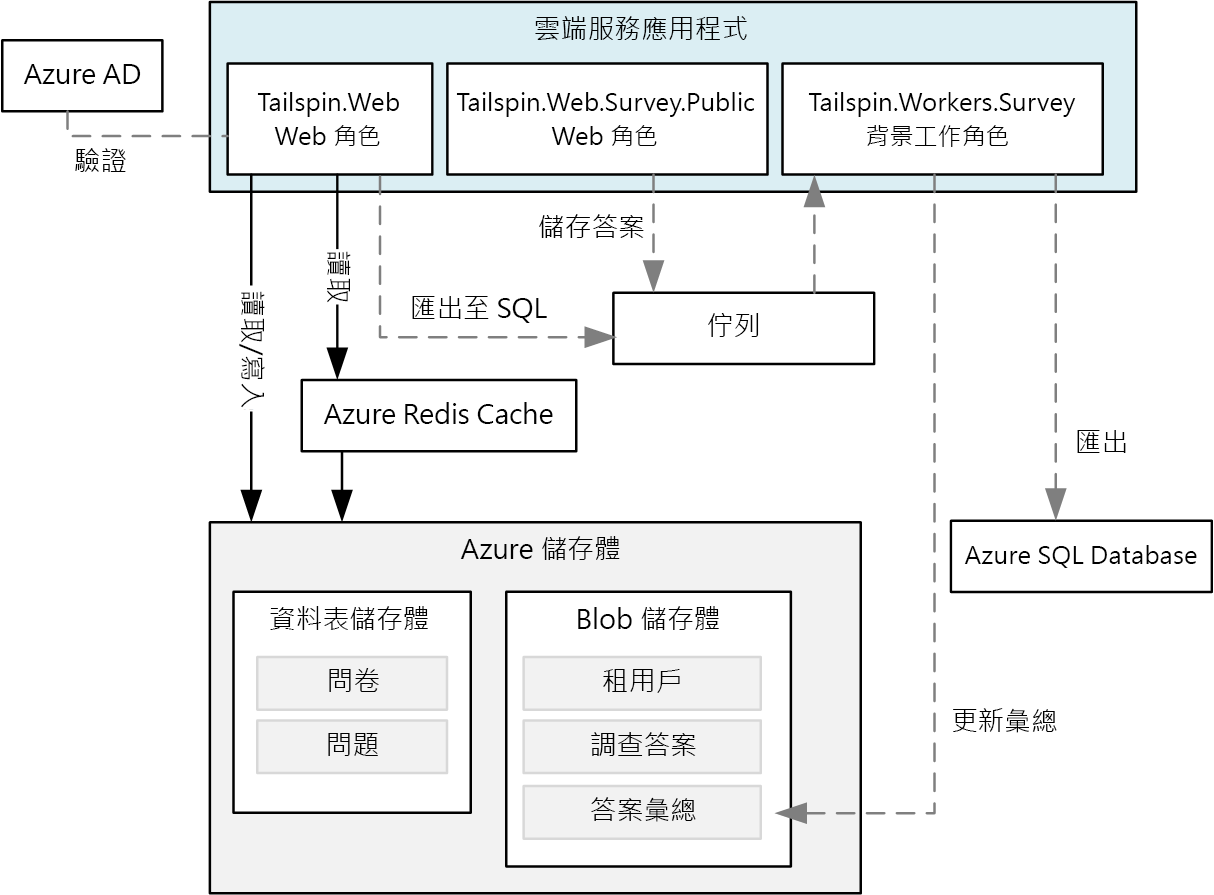 雲端服務應用程式
Azure AD
驗證
Tailspin.Web
Web 角色
Tailspin.Web.Survey.Public
Web 角色
Tailspin.Workers.Survey
背景工作角色
讀取/寫入
讀取
匯出至 SQL
儲存答案
佇列
Azure Redis Cache
匯出
Azure SQL Database
Azure 儲存體
資料表儲存體
問卷
問題
Blob 儲存體
租用戶
調查答案
答案彙總
更新彙總